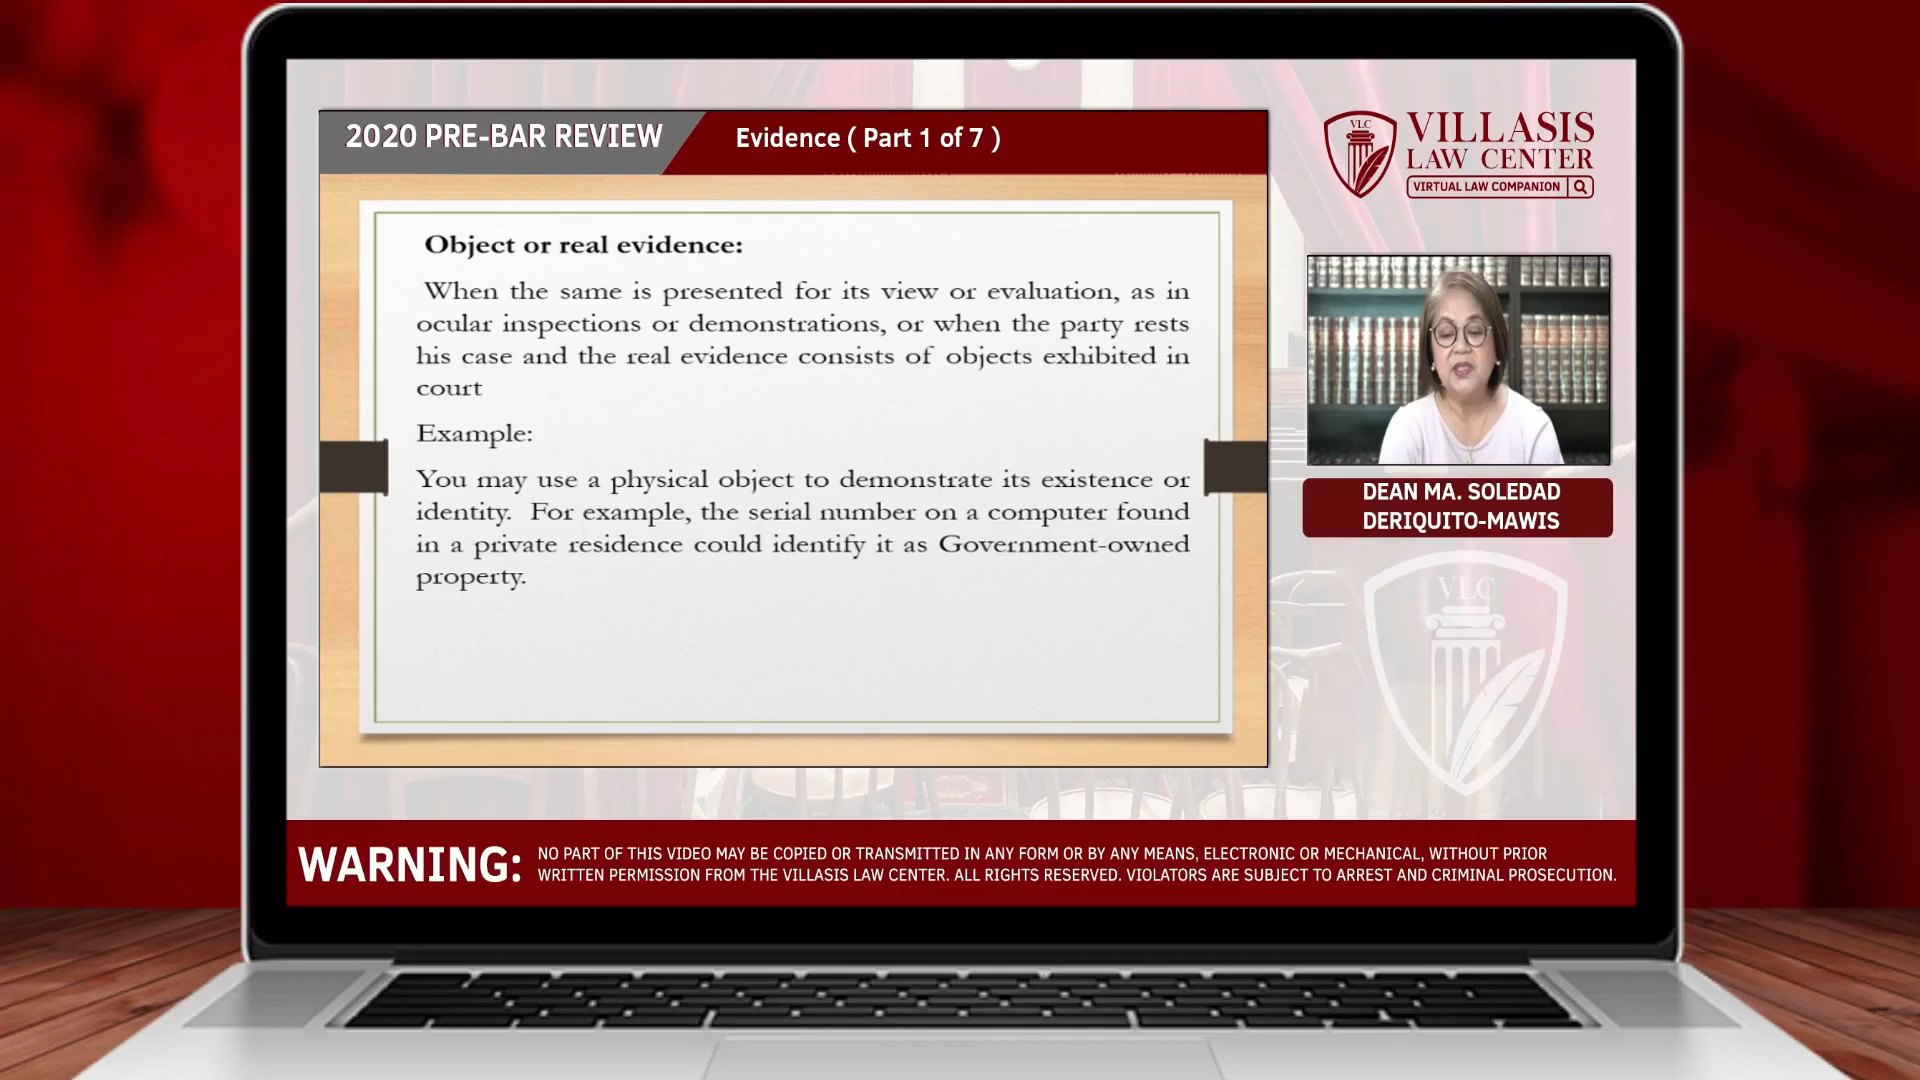 2020 PRE-BAR REVIEW
Evidence ( Part 1 of 7 )
VLC
VILLASIS
LAW CENTER
VIRTUAL LAW COMPANION
Object or real evidence:
When the same is presented for its view or evaluation, as in
ocular inspections or demonstrations, or when the party rests
his case and the real evidence consists of objects exhibited in
court
Example:
You may use a physical object to demonstrate its existence or
identity. For example, the serial number on a computer found
in a private residence could identify it as Government-owned
property.
DEAN MA. SOLEDAD
DERIQUITO-MAWIS
VLC
WARNING:
NO PART OF THIS VIDEO MAY BE COPIED OR TRANSMITTED IN ANY FORM OR BY ANY MEANS, ELECTRONIC OR MECHANICAL, WITHOUT PRIOR
WRITTEN PERMISSION FROM THE VILLASIS LAW CENTER. ALL RIGHTS RESERVED. VIOLATORS ARE SUBJECT TO ARREST AND CRIMINAL PROSECUTION.